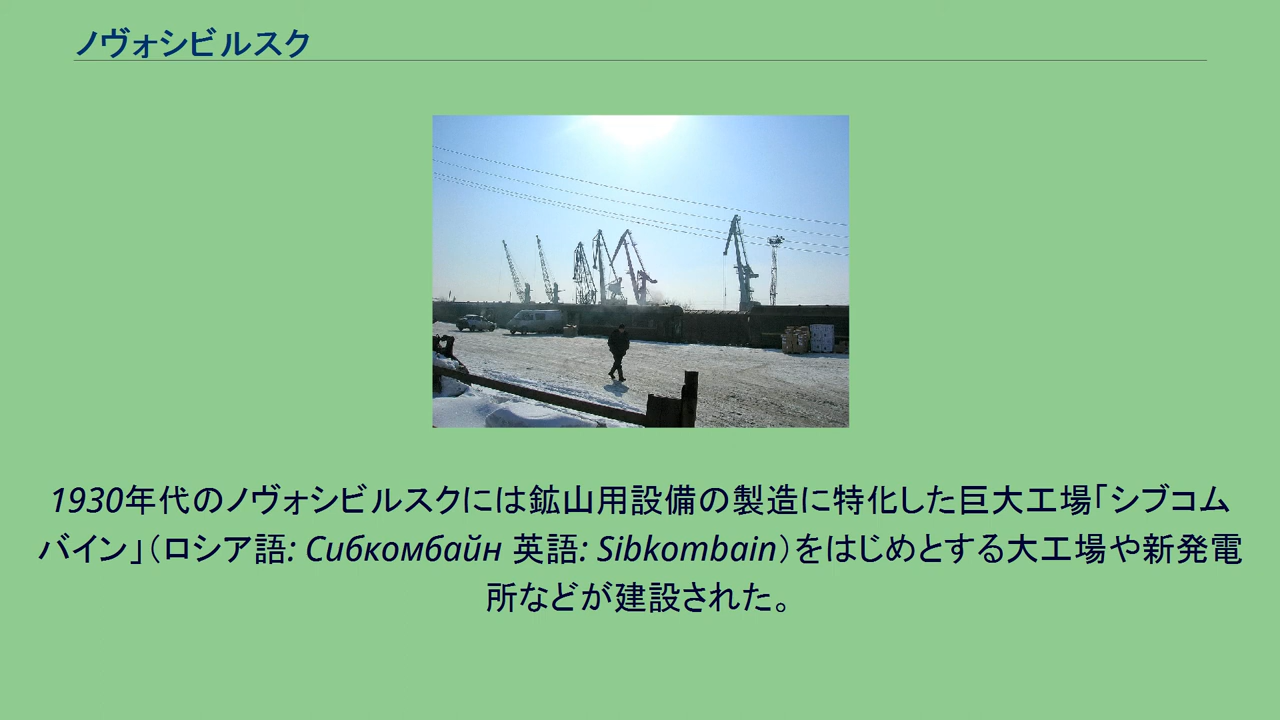 ノヴォシビルスク
1930年代のノヴォシビルスクには鉱山用設備の製造に特化した巨大工場「シブコム
バイン」（ロシア語: Сибкомбайн 英語: Sibkombain）をはじめとする大工場や新発電
所などが建設された。